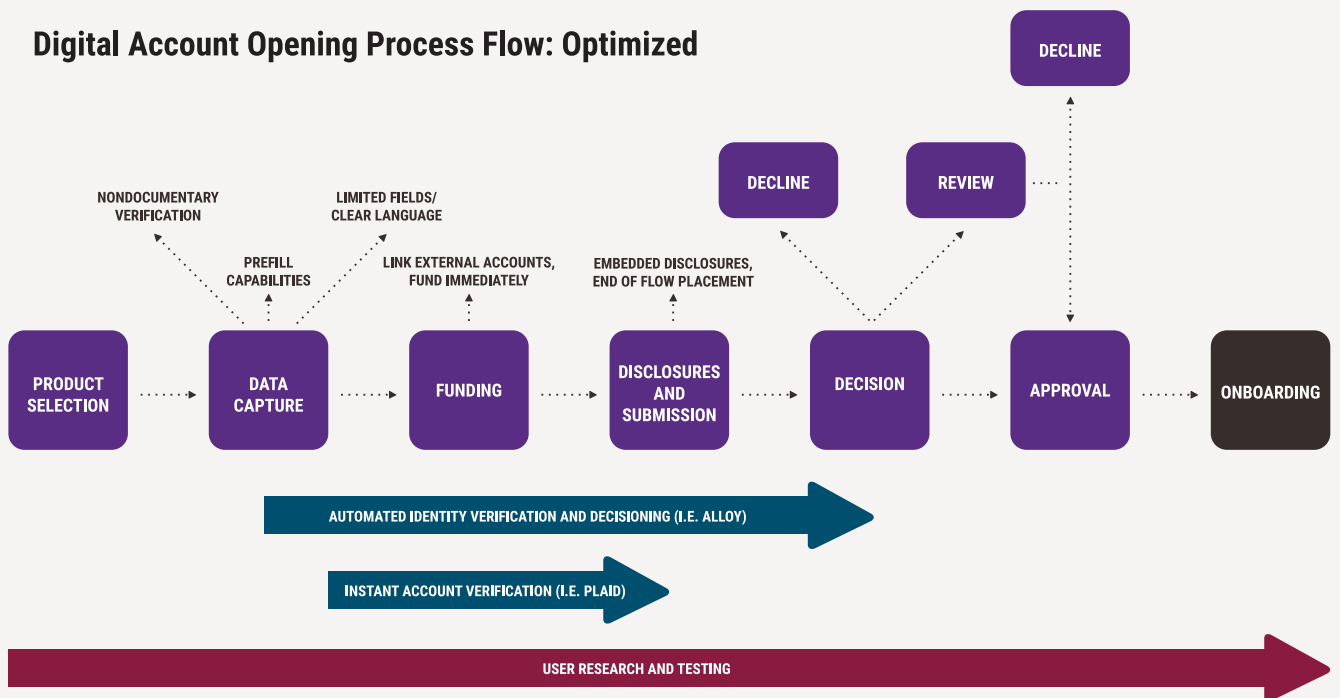 Digital Account Opening Process Flow: Optimized
DECLINE
DECLINE
REVIEW
NONDOCUMENTARY
VERIFICATION
PREFILL
CAPABILITIES
LIMITED FIELDS/
CLEAR LANGUAGE
LINK EXTERNAL ACCOUNTS,
FUND IMMEDIATELY
EMBEDDED DISCLOSURES,
END OF FLOW PLACEMENT
PRODUCT
SELECTION
DATA
CAPTURE
FUNDING
DISCLOSURES
AND
SUBMISSION
DECISION
APPROVAL
ONBOARDING
AUTOMATED IDENTITY VERIFICATION AND DECISIONING (I.E. ALLOY)
INSTANT ACCOUNT VERIFICATION (I.E. PLAID)
USER RESEARCH AND TESTING